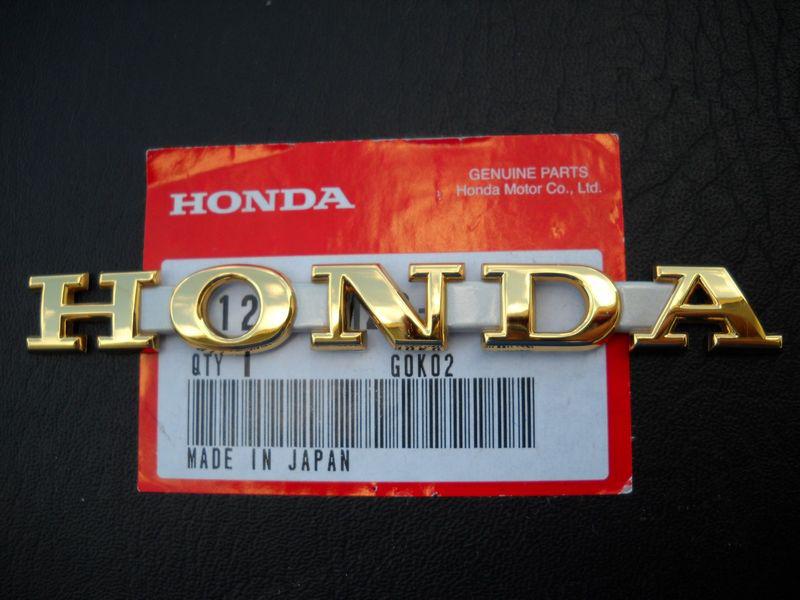 GENUINE PARTS
Honda Motor Co., Ltd.
HONDA
HONDA
12
QTY 1 G0K02
MADE IN JAPAN